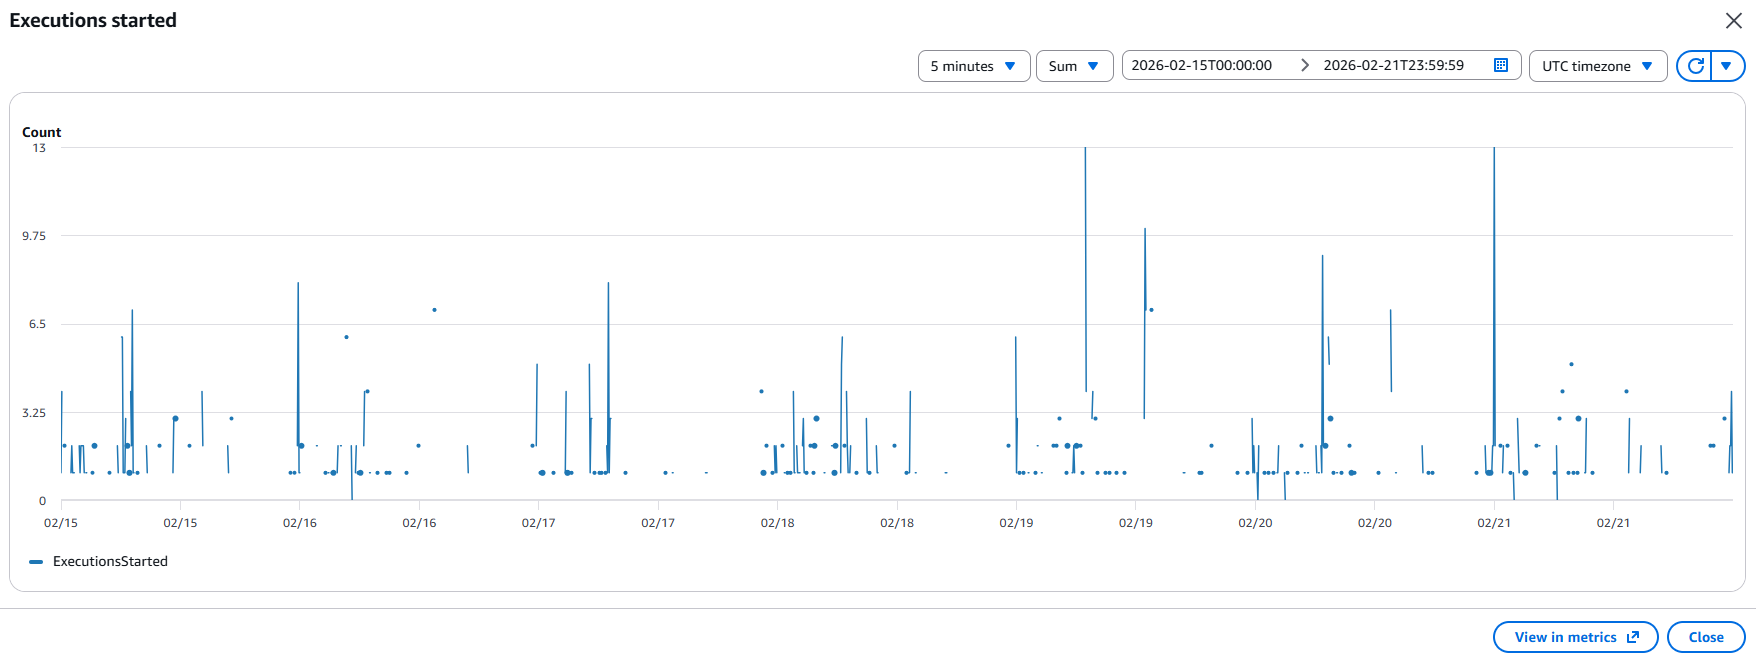 Executions started
5 minutes Sum 2026-02-15T00:00:00 2026-02-21T23:59:59 UTC timezone
Count
13
9.75
6.5
3.25
0
02/15 02/15 02/16 02/16 02/17 02/17 02/18 02/18 02/19 02/19 02/20 02/20 02/21 02/21
ExecutionsStarted
View in metrics Close